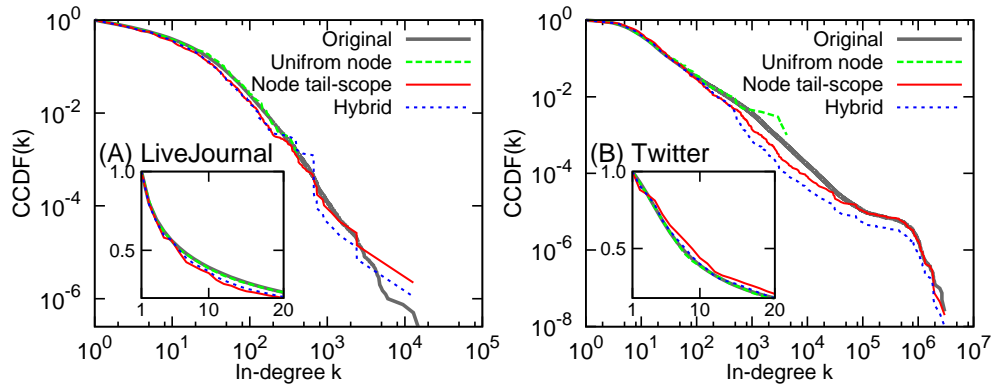 10^0
10^-2
10^-4
10^-6
CCDF(k)
Original
Unifrom node
Node tail-scope
Hybrid
(A) LiveJournal
1.0
0.5
1 10 20
10^0 10^1 10^2 10^3 10^4 10^5
In-degree k
10^0
10^-2
10^-4
10^-6
10^-8
CCDF(k)
Original
Unifrom node
Node tail-scope
Hybrid
(B) Twitter
1.0
0.5
1 10 20
10^0 10^1 10^2 10^3 10^4 10^5 10^6 10^7
In-degree k